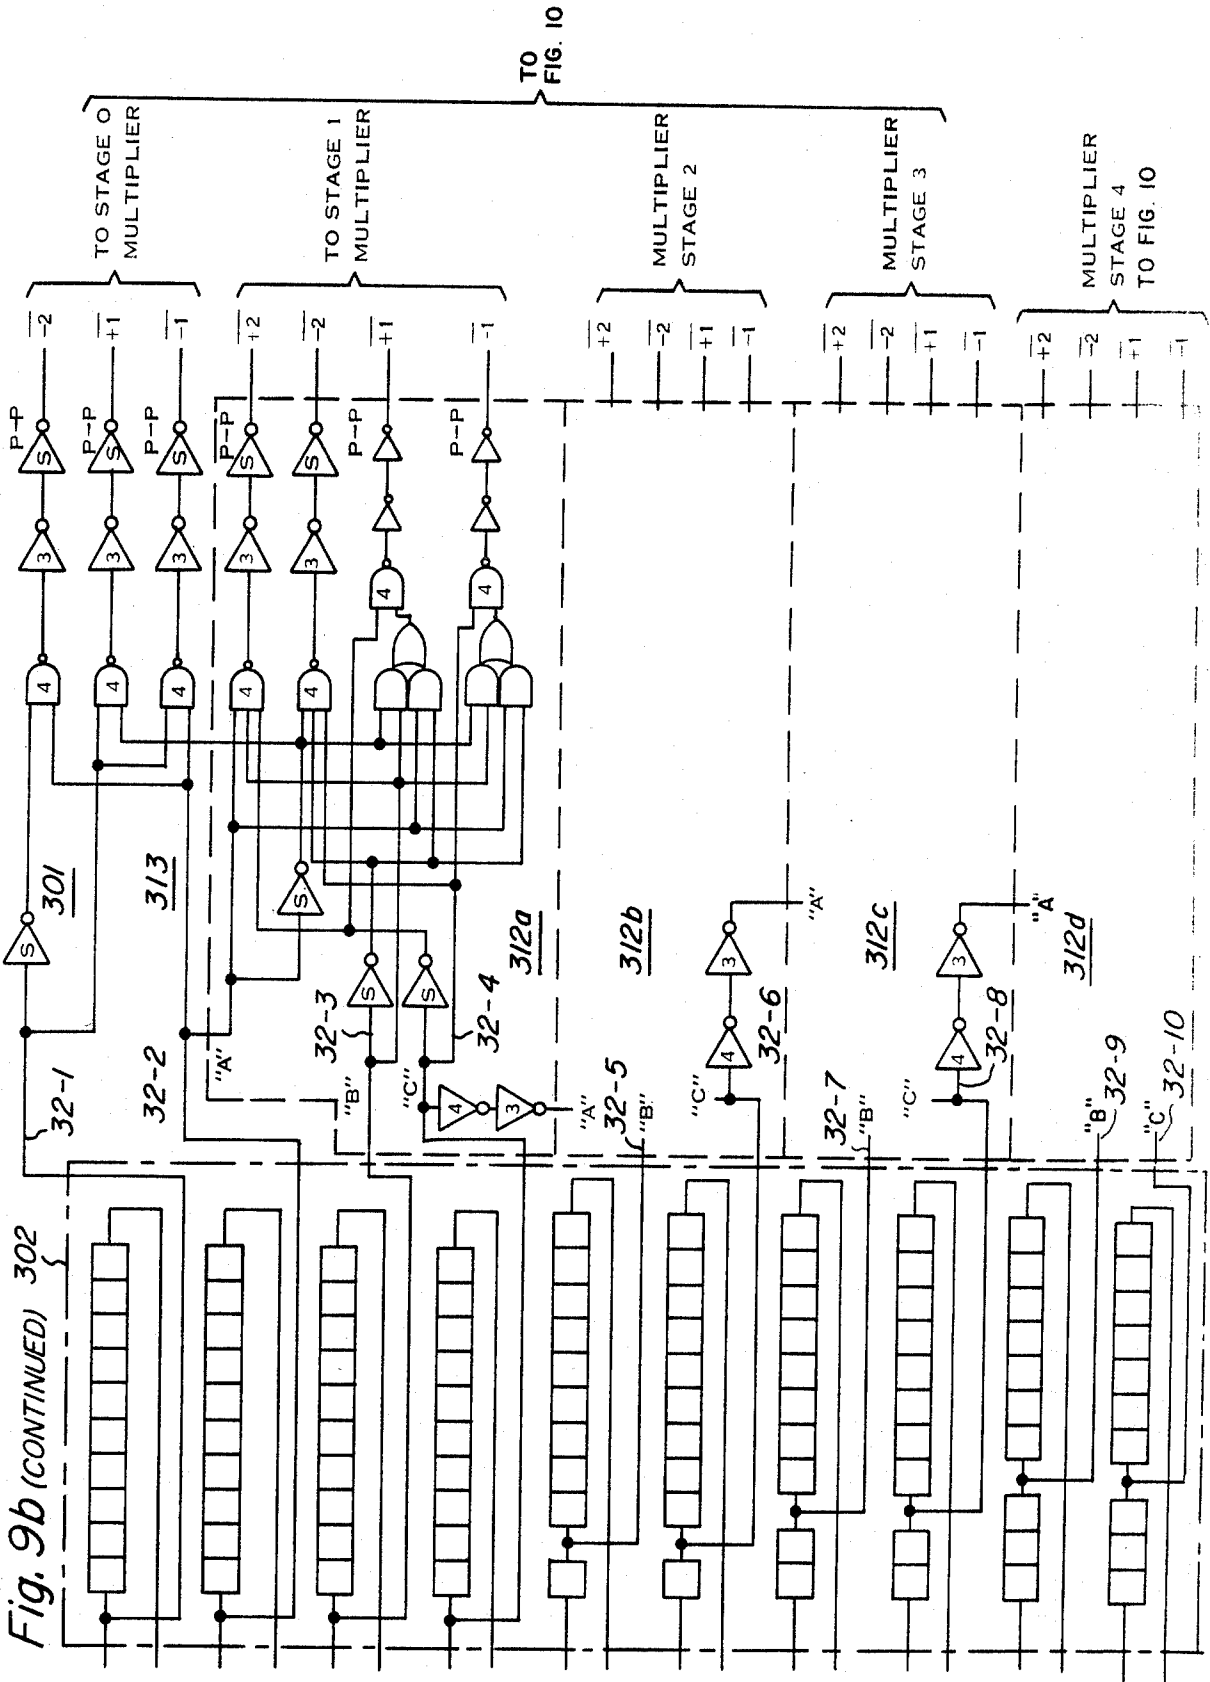 Fig. 9b (CONTINUED) 302
TO
FIG. 10
TO STAGE 0
MULTIPLIER
TO STAGE 1
MULTIPLIER
MULTIPLIER
STAGE 2
MULTIPLIER
STAGE 3
MULTIPLIER
STAGE 4
TO FIG. 10
-2
+1
-1
+2
-2
+1
-1
+2
-2
+1
-1
+2
-2
+1
-1
+2
-2
+1
-1
P-P
P-P
P-P
P-P
P-P
P-P
S
S
S
S
S
3
3
3
3
3
4
4
4
4
4
4
4
S
301
313
S
S
S
312a
312b
312c
312d
32-1
32-2
"A"
32-3
"B"
32-4
"C"
4
3
"A"
32-5
"B"
"C"
4
3
32-6
"A"
32-7
"B"
"C"
4
3
32-8
"A"
"B"
32-9
"C"
32-10